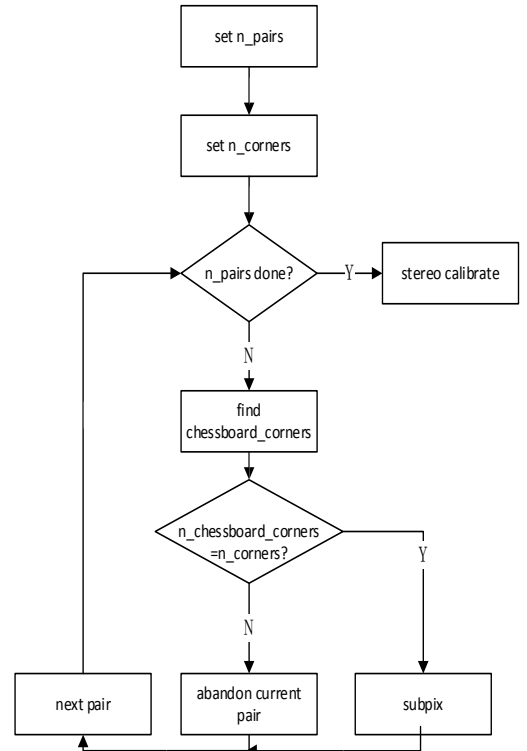 set n_pairs
set n_corners
n_pairs done?
Y
stereo calibrate
N
find
chessboard_corners
n_chessboard_corners
=n_corners?
Y
N
next pair
abandon current
pair
subpix